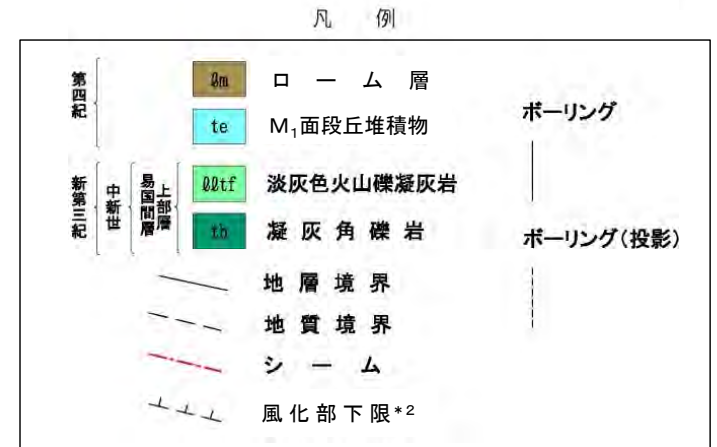 凡 例
第四紀
ℓm ローム層
te M₁面段丘堆積物
新第三紀
中新世
易国間層
上部層
ℓℓtf 淡灰色火山礫凝灰岩
tb 凝灰角礫岩
地層境界
地質境界
シーム
風化部下限*2
ボーリング
ボーリング(投影)